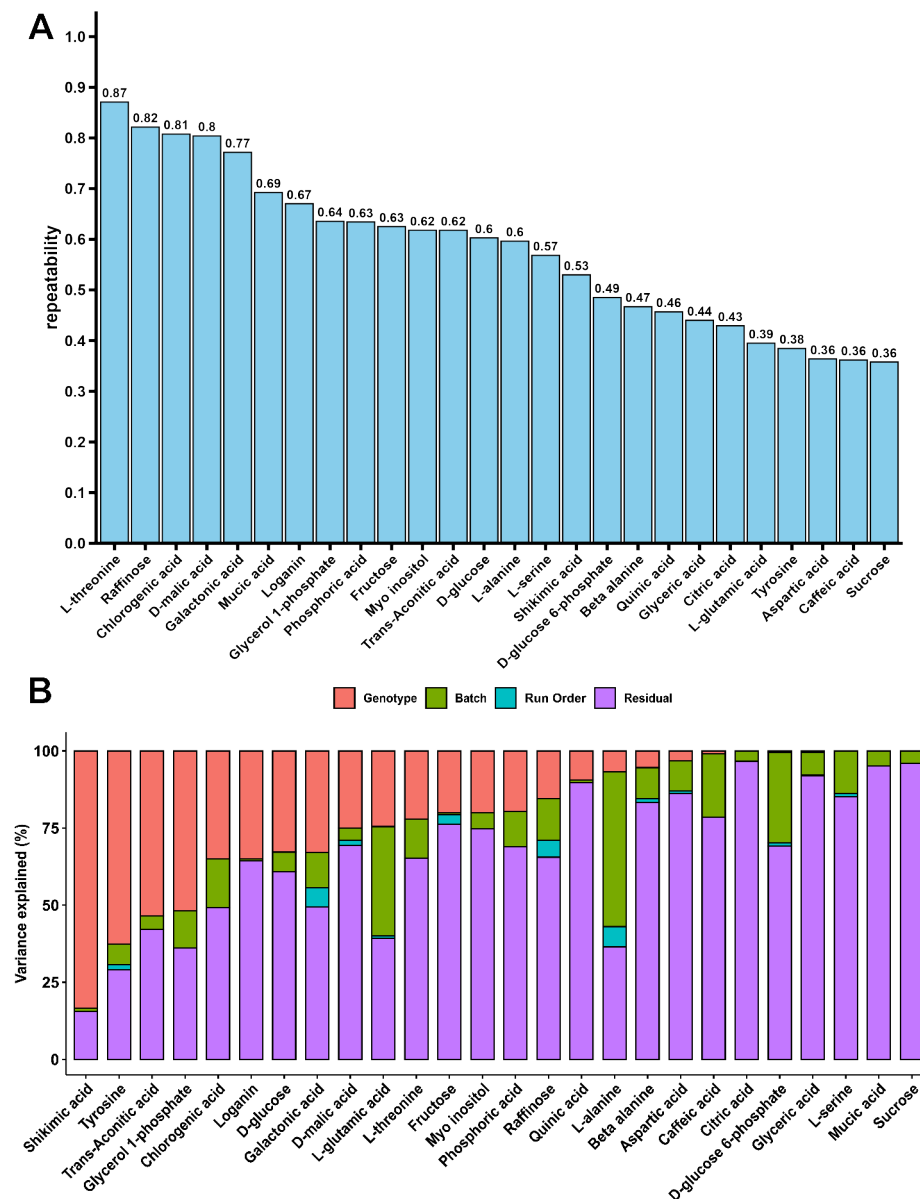 A
1.0
0.9
0.8
0.7
0.6
0.5
0.4
0.3
0.2
0.1
0.0
repeatability
0.87
0.82
0.81
0.8
0.77
0.69
0.67
0.64
0.63
0.63
0.62
0.62
0.6
0.6
0.57
0.53
0.49
0.47
0.46
0.44
0.43
0.39
0.38
0.36
0.36
0.36
L-threonine
Raffinose
Chlorogenic acid
D-malic acid
Galactonic acid
Mucic acid
Loganin
Glycerol 1-phosphate
Phosphoric acid
Fructose
Myo inositol
Trans-Aconitic acid
D-glucose
L-alanine
L-serine
Shikimic acid
D-glucose 6-phosphate
Beta alanine
Quinic acid
Glyceric acid
Citric acid
L-glutamic acid
Tyrosine
Aspartic acid
Caffeic acid
Sucrose
B
Genotype Batch Run Order Residual
100
75
50
25
0
Variance explained (%)
Shikimic acid
Tyrosine
Trans-Aconitic acid
Glycerol 1-phosphate
Chlorogenic acid
Loganin
D-glucose
Galactonic acid
D-malic acid
L-glutamic acid
L-threonine
Fructose
Myo inositol
Phosphoric acid
Raffinose
Quinic acid
L-alanine
Beta alanine
Aspartic acid
Caffeic acid
Citric acid
D-glucose 6-phosphate
Glyceric acid
L-serine
Mucic acid
Sucrose